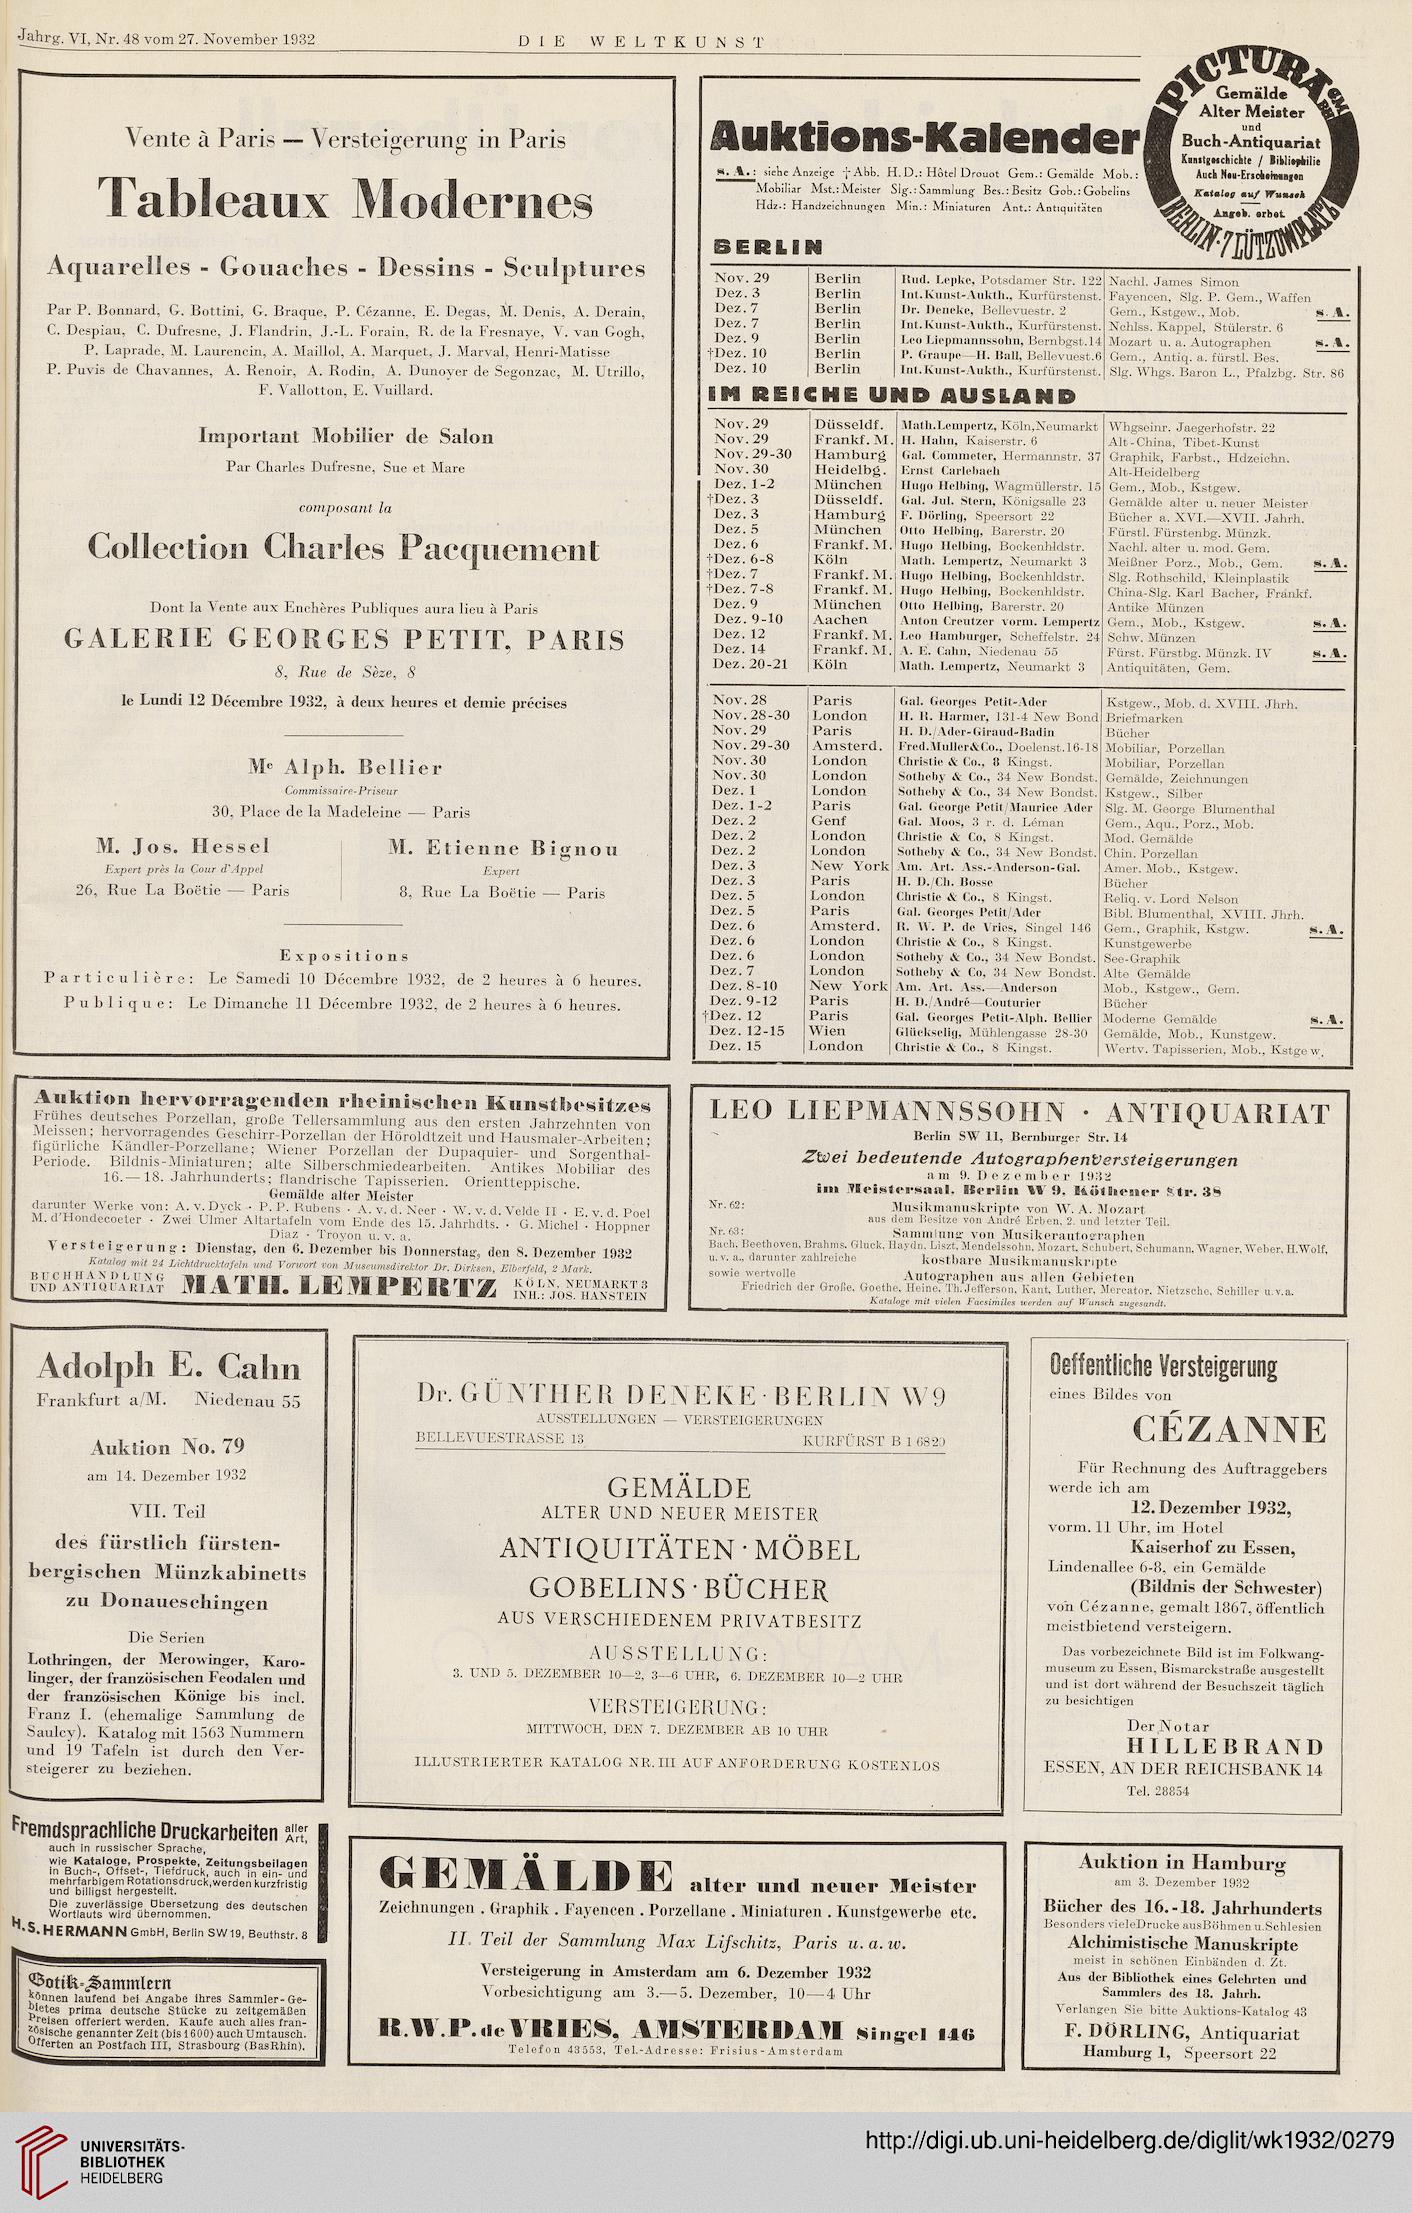 Jahrg. VI, Nr. 48 vom 27. November 1932
DIE WELTKUNST
Vente à Paris — Versteigerung in Paris
Tableaux Modernes
Aquarelles - Gouaches - Dessins - Sculptures
Par P. Bonnard, G. Bottini, G. Braque, P. Cézanne, E. Degas, M. Denis, A. Derain,
C. Despiau, C. Dufresne, J. Flandrin, J.-L. Forain, R. de la Fresnaye, V. van Gogh,
P. Laprade, M. Laurencin, A. Maillol, A. Marquet, J. Marval, Henri-Matisse
P. Puvis de Chavannes, A. Renoir, A. Rodin, A. Dunoyer de Segonzac, M. Utrillo,
F. Vallotton, E. Vuillard.
Important Mobilier de Salon
Par Charles Dufresne, Sue et Mare
composant la
Collection Charles Pacquement
Dont la Vente aux Enchères Publiques aura lieu à Paris
GALERIE GEORGES PETIT, PARIS
8, Rue de Sèze, 8
le Lundi 12 Décembre 1932, à deux heures et demie précises
Me Alph. Bellier
Commissaire-Priseur
30, Place de la Madeleine — Paris
M. Jos. Hessel
Expert près la Cour d'Appel
26, Rue La Boëtie — Paris
M. Etienne Bignou
Expert
8, Rue La Boëtie — Paris
Expositions
Particulière: Le Samedi 10 Décembre 1932, de 2 heures à 6 heures.
Publique: Le Dimanche 11 Décembre 1932, de 2 heures à 6 heures.
Auktions-Kalender
s. A.: siehe Anzeige † Abb. H.D.: Hôtel Drouot Gem.: Gemälde Mob.:
Mobiliar Mst.: Meister Slg.: Sammlung Bes.: Besitz Gob.: Gobelins
Hdz.: Handzeichnungen Min.: Miniaturen Ant.: Antiquitäten
PICTURA GMBH
Gemälde
Alter Meister
und
Buch-Antiquariat
Kunstgeschichte / Bibliophilie
Auch Neu-Erscheinungen
Katalog auf Wunsch
Angeb. erbet.
BERLIN·7 LÜTZOWPLATZ
BERLIN
Nov. 29 Berlin Rud. Lepke, Potsdamer Str. 122 Nachl. James Simon
Dez. 3 Berlin Int. Kunst-Aukth., Kurfürstenst. Fayencen, Slg. P. Gem., Waffen
Dez. 7 Berlin Dr. Deneke, Bellevuestr. 2 Gem., Kstgew., Mob. s. A.
Dez. 7 Berlin Int. Kunst-Aukth., Kurfürstenst. Nchlss. Kappel, Stülerstr. 6
Dez. 9 Berlin Leo Liepmannssohn, Bernbgst. 14 Mozart u. a. Autographen s. A.
†Dez. 10 Berlin P. Graupe—H. Ball, Bellevuest. 6 Gem., Antiq. a. fürstl. Bes.
Dez. 10 Berlin Int. Kunst-Aukth., Kurfürstenst. Slg. Whgs. Baron L., Pfalzbg. Str. 86
IM REICHE UND AUSLAND
Nov. 29 Düsseldf. Math. Lempertz, Köln, Neumarkt Whgseinr. Jaegerhofstr. 22
Nov. 29 Frankf. M. H. Hahn, Kaiserstr. 6 Alt-China, Tibet-Kunst
Nov. 29-30 Hamburg Gal. Commeter, Hermannstr. 37 Graphik, Farbst., Hdzeichn.
Nov. 30 Heidelbg. Ernst Carlebach Alt-Heidelberg
Dez. 1-2 München Hugo Helbing, Wagmüllerstr. 15 Gem., Mob., Kstgew.
†Dez. 3 Düsseldf. Gal. Jul. Stern, Königsalle 23 Gemälde alter u. neuer Meister
Dez. 3 Hamburg F. Dörling, Speersort 22 Bücher a. XVI.—XVII. Jahrh.
Dez. 5 München Otto Helbing, Barerstr. 20 Fürstl. Fürstenbg. Münzk.
Dez. 6 Frankf. M. Hugo Helbing, Bockenhldstr. Nachl. alter u. mod. Gem.
†Dez. 6-8 Köln Math. Lempertz, Neumarkt 3 Meißner Porz., Mob., Gem. s. A.
†Dez. 7 Frankf. M. Hugo Helbing, Bockenhldstr. Slg. Rothschild, Kleinplastik
†Dez. 7-8 Frankf. M. Hugo Helbing, Bockenhldstr. China-Slg. Karl Bacher, Frankf.
Dez. 9 München Otto Helbing, Barerstr. 20 Antike Münzen
Dez. 9-10 Aachen Anton Creutzer vorm. Lempertz Gem., Mob., Kstgew. s. A.
Dez. 12 Frankf. M. Leo Hamburger, Scheffelstr. 24 Schw. Münzen
Dez. 14 Frankf. M. A. E. Cahn, Niedenau 55 Fürst. Fürstbg. Münzk. IV s. A.
Dez. 20-21 Köln Math. Lempertz, Neumarkt 3 Antiquitäten, Gem.
Nov. 28 Paris Gal. Georges Petit-Ader Kstgew., Mob. d. XVIII. Jhrh.
Nov. 28-30 London H. R. Harmer, 131-4 New Bond Briefmarken
Nov. 29 Paris H. D./Ader-Giraud-Badin Bücher
Nov. 29-30 Amsterd. Fred. Muller&Co., Doelenst. 16-18 Mobiliar, Porzellan
Nov. 30 London Christie & Co., 8 Kingst. Mobiliar, Porzellan
Nov. 30 London Sotheby & Co., 34 New Bondst. Gemälde, Zeichnungen
Dez. 1 London Sotheby & Co., 34 New Bondst. Kstgew., Silber
Dez. 1-2 Paris Gal. George Petit/Maurice Ader Slg. M. George Blumenthal
Dez. 2 Genf Gal. Moos, 3 r. d. Léman Gem., Aqu., Porz., Mob.
Dez. 2 London Christie & Co, 8 Kingst. Mod. Gemälde
Dez. 2 London Sotheby & Co., 34 New Bondst. Chin. Porzellan
Dez. 3 New York Am. Art. Ass.-Anderson-Gal. Amer. Mob., Kstgew.
Dez. 3 Paris H. D./Ch. Bosse Bücher
Dez. 5 London Christie & Co., 8 Kingst. Reliq. v. Lord Nelson
Dez. 5 Paris Gal. Georges Petit/Ader Bibl. Blumenthal, XVIII. Jhrh.
Dez. 6 Amsterd. R. W. P. de Vries, Singel 146 Gem., Graphik, Kstgw. s. A.
Dez. 6 London Christie & Co., 8 Kingst. Kunstgewerbe
Dez. 6 London Sotheby & Co., 34 New Bondst. See-Graphik
Dez. 7 London Sotheby & Co, 34 New Bondst. Alte Gemälde
Dez. 8-10 New York Am. Art. Ass.—Anderson Mob., Kstgew., Gem.
Dez. 9-12 Paris H. D./André—Couturier Bücher
†Dez. 12 Paris Gal. Georges Petit-Alph. Bellier Moderne Gemälde s. A.
Dez. 12-15 Wien Glückselig, Mühlengasse 28-30 Gemälde, Mob., Kunstgew.
Dez. 15 London Christie & Co., 8 Kingst. Wertv. Tapisserien, Mob., Kstgew.
Auktion hervorragenden rheinischen Kunstbesitzes
Frühes deutsches Porzellan, große Tellersammlung aus den ersten Jahrzehnten von
Meissen; hervorragendes Geschirr-Porzellan der Höroldtzeit und Hausmaler-Arbeiten;
figürliche Kändler-Porzellane; Wiener Porzellan der Dupaquier- und Sorgenthal-
Periode. Bildnis-Miniaturen; alte Silberschmiedearbeiten. Antikes Mobiliar des
16.—18. Jahrhunderts; flandrische Tapisserien. Orientteppische.
Gemälde alter Meister
darunter Werke von: A. v. Dyck · P. P. Rubens · A. v. d. Neer · W. v. d. Velde II · E. v. d. Poel
M. d'Hondecoeter · Zwei Ulmer Altartafeln vom Ende des 15. Jahrhdts. · G. Michel · Hoppner
Diaz · Troyon u. v. a.
Versteigerung: Dienstag, den 6. Dezember bis Donnerstag, den 8. Dezember 1932
Katalog mit 24 Lichtdrucktafeln und Vorwort von Museumsdirektor Dr. Dirksen, Elberfeld, 2 Mark.
BUCHHANDLUNG
UND ANTIQUARIAT
MATH. LEMPERTZ
KÖLN, NEUMARKT 3
INH.: JOS. HANSTEIN
LEO LIEPMANNSSOHN · ANTIQUARIAT
Berlin SW 11, Bernburger Str. 14
Zwei bedeutende Autographenversteigerungen
am 9. Dezember 1932
im Meistersaal, Berlin W 9, Köthener Str. 38
Nr. 62: Musikmanuskripte von W. A. Mozart
aus dem Besitze von André Erben, 2. und letzter Teil.
Nr. 63: Sammlung von Musikerautographen
Bach, Beethoven, Brahms, Gluck, Haydn, Liszt, Mendelssohn, Mozart, Schubert, Schumann, Wagner, Weber, H. Wolf,
u. v. a., darunter zahlreiche kostbare Musikmanuskripte
sowie wertvolle Autographen aus allen Gebieten
Friedrich der Große, Goethe, Heine, Th. Jefferson, Kant, Luther, Mercator, Nietzsche, Schiller u. v. a.
Kataloge mit vielen Facsimiles werden auf Wunsch zugesandt.
Adolph E. Cahn
Frankfurt a/M. Niedenau 55
Auktion No. 79
am 14. Dezember 1932
VII. Teil
des fürstlich fürsten-
bergischen Münzkabinetts
zu Donaueschingen
Die Serien
Lothringen, der Merowinger, Karo-
linger, der französischen Feodalen und
der französischen Könige bis incl.
Franz I. (ehemalige Sammlung de
Saulcy). Katalog mit 1563 Nummern
und 19 Tafeln ist durch den Ver-
steigerer zu beziehen.
Dr. GÜNTHER DENEKE · BERLIN W9
AUSSTELLUNGEN — VERSTEIGERUNGEN
BELLEVUESTRASSE 13 KURFÜRST B 1 6820
GEMÄLDE
ALTER UND NEUER MEISTER
ANTIQUITÄTEN · MÖBEL
GOBELINS · BÜCHER
AUS VERSCHIEDENEM PRIVATBESITZ
AUSSTELLUNG:
3. UND 5. DEZEMBER 10—2, 3—6 UHR, 6. DEZEMBER 10—2 UHR
VERSTEIGERUNG:
MITTWOCH, DEN 7. DEZEMBER AB 10 UHR
ILLUSTRIERTER KATALOG NR. III AUF ANFORDERUNG KOSTENLOS
Oeffentliche Versteigerung
eines Bildes von
CÉZANNE
Für Rechnung des Auftraggebers
werde ich am
12. Dezember 1932,
vorm. 11 Uhr, im Hotel
Kaiserhof zu Essen,
Lindenallee 6-8, ein Gemälde
(Bildnis der Schwester)
von Cézanne, gemalt 1867, öffentlich
meistbietend versteigern.
Das vorbezeichnete Bild ist im Folkwang-
museum zu Essen, Bismarckstraße ausgestellt
und ist dort während der Besuchszeit täglich
zu besichtigen
Der Notar
HILLEBRAND
ESSEN, AN DER REICHSBANK 14
Tel. 28854
Fremdsprachliche Druckarbeiten aller Art,
auch in russischer Sprache,
wie Kataloge, Prospekte, Zeitungsbeilagen
in Buch-, Offset-, Tiefdruck, auch in ein- und
mehrfarbigem Rotationsdruck, werden kurzfristig
und billigst hergestellt.
Die zuverlässige Übersetzung des deutschen
Wortlauts wird übernommen.
H. S. HERMANN GmbH, Berlin SW 19, Beuthstr. 8
Gotik-Sammlern
können laufend bei Angabe ihres Sammler-Ge-
bietes prima deutsche Stücke zu zeitgemäßen
Preisen offeriert werden. Kaufe auch alles fran-
zösische genannter Zeit (bis 1600) auch Umtausch.
Offerten an Postfach III, Strasbourg (BasRhin).
GEMÄLDE alter und neuer Meister
Zeichnungen . Graphik . Fayencen . Porzellane . Miniaturen . Kunstgewerbe etc.
II. Teil der Sammlung Max Lifschitz, Paris u. a. w.
Versteigerung in Amsterdam am 6. Dezember 1932
Vorbesichtigung am 3.—5. Dezember, 10—4 Uhr
R. W. P. de VRIES, AMSTERDAM Singel 146
Telefon 43553, Tel.-Adresse: Frisius-Amsterdam
Auktion in Hamburg
am 3. Dezember 1932
Bücher des 16.-18. Jahrhunderts
Besonders viele Drucke aus Böhmen u. Schlesien
Alchimistische Manuskripte
meist in schönen Einbänden d. Zt.
Aus der Bibliothek eines Gelehrten und
Sammlers des 18. Jahrh.
Verlangen Sie bitte Auktions-Katalog 43
F. DÖRLING, Antiquariat
Hamburg 1, Speersort 22
UNIVERSITÄTS-
BIBLIOTHEK
HEIDELBERG
http://digi.ub.uni-heidelberg.de/diglit/wk1932/0279